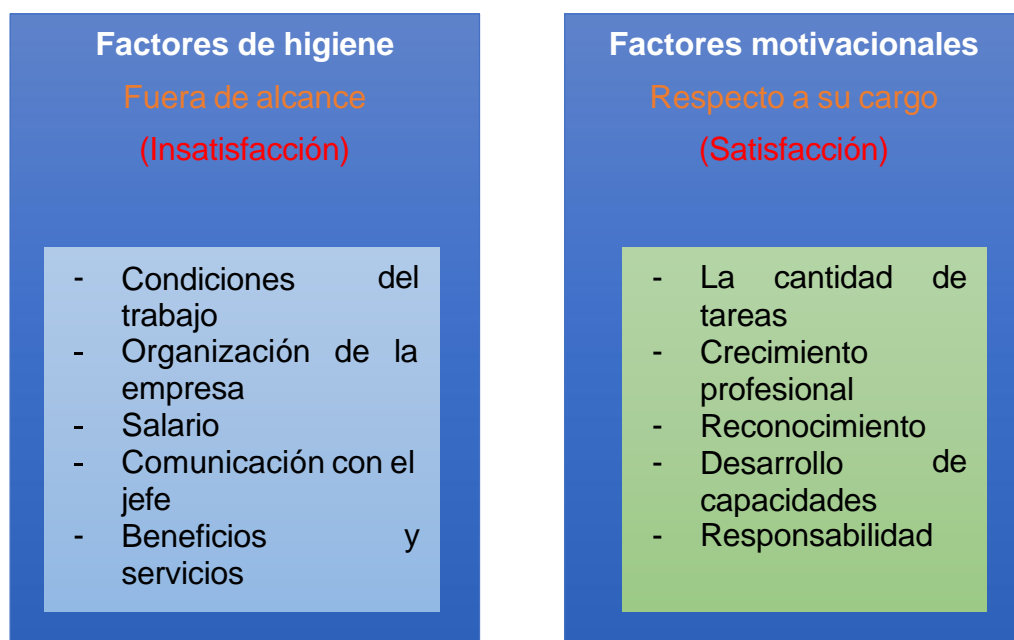 Factores de higiene
Fuera de alcance
(Insatisfacción)
- Condiciones del
trabajo
- Organización de la
empresa
- Salario
- Comunicación con el
jefe
- Beneficios y
servicios
Factores motivacionales
Respecto a su cargo
(Satisfacción)
- La cantidad de
tareas
- Crecimiento
profesional
- Reconocimiento
- Desarrollo de
capacidades
- Responsabilidad